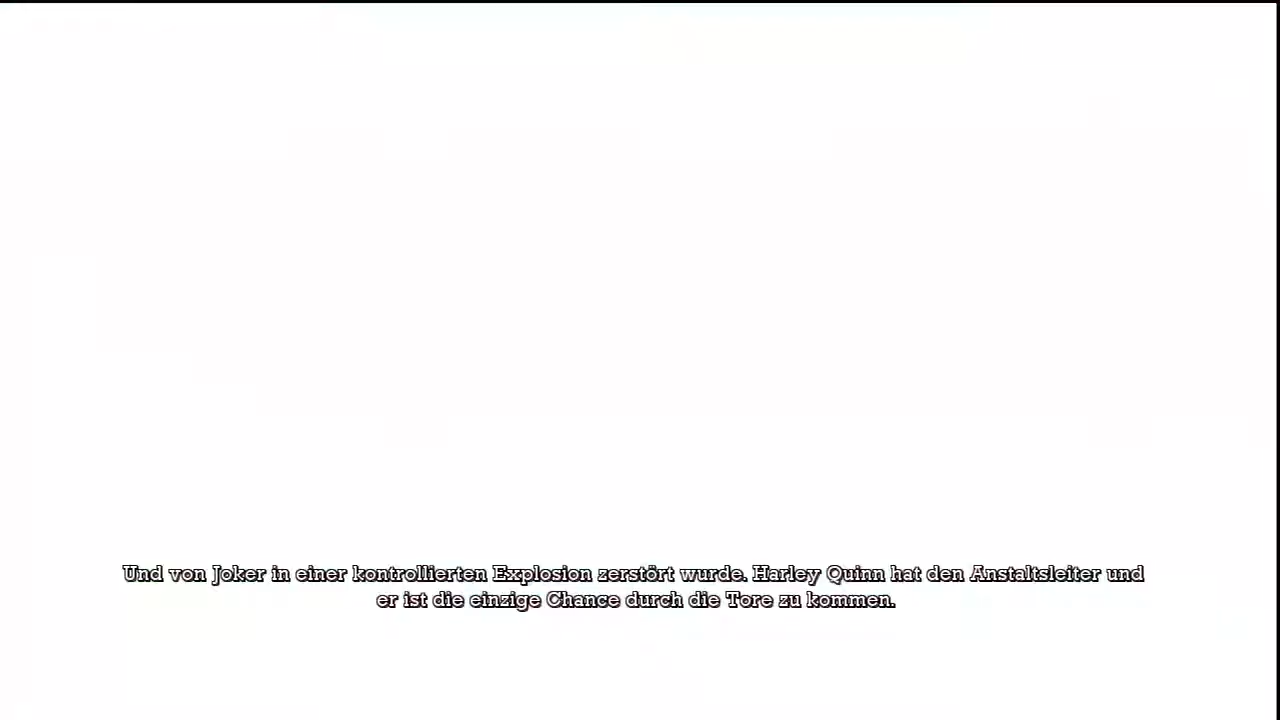 Und von Joker in einer kontrollierten Explosion zerstört wurde. Harley Quinn hat den Anstaltsleiter und
er ist die einzige Chance durch die Tore zu kommen.